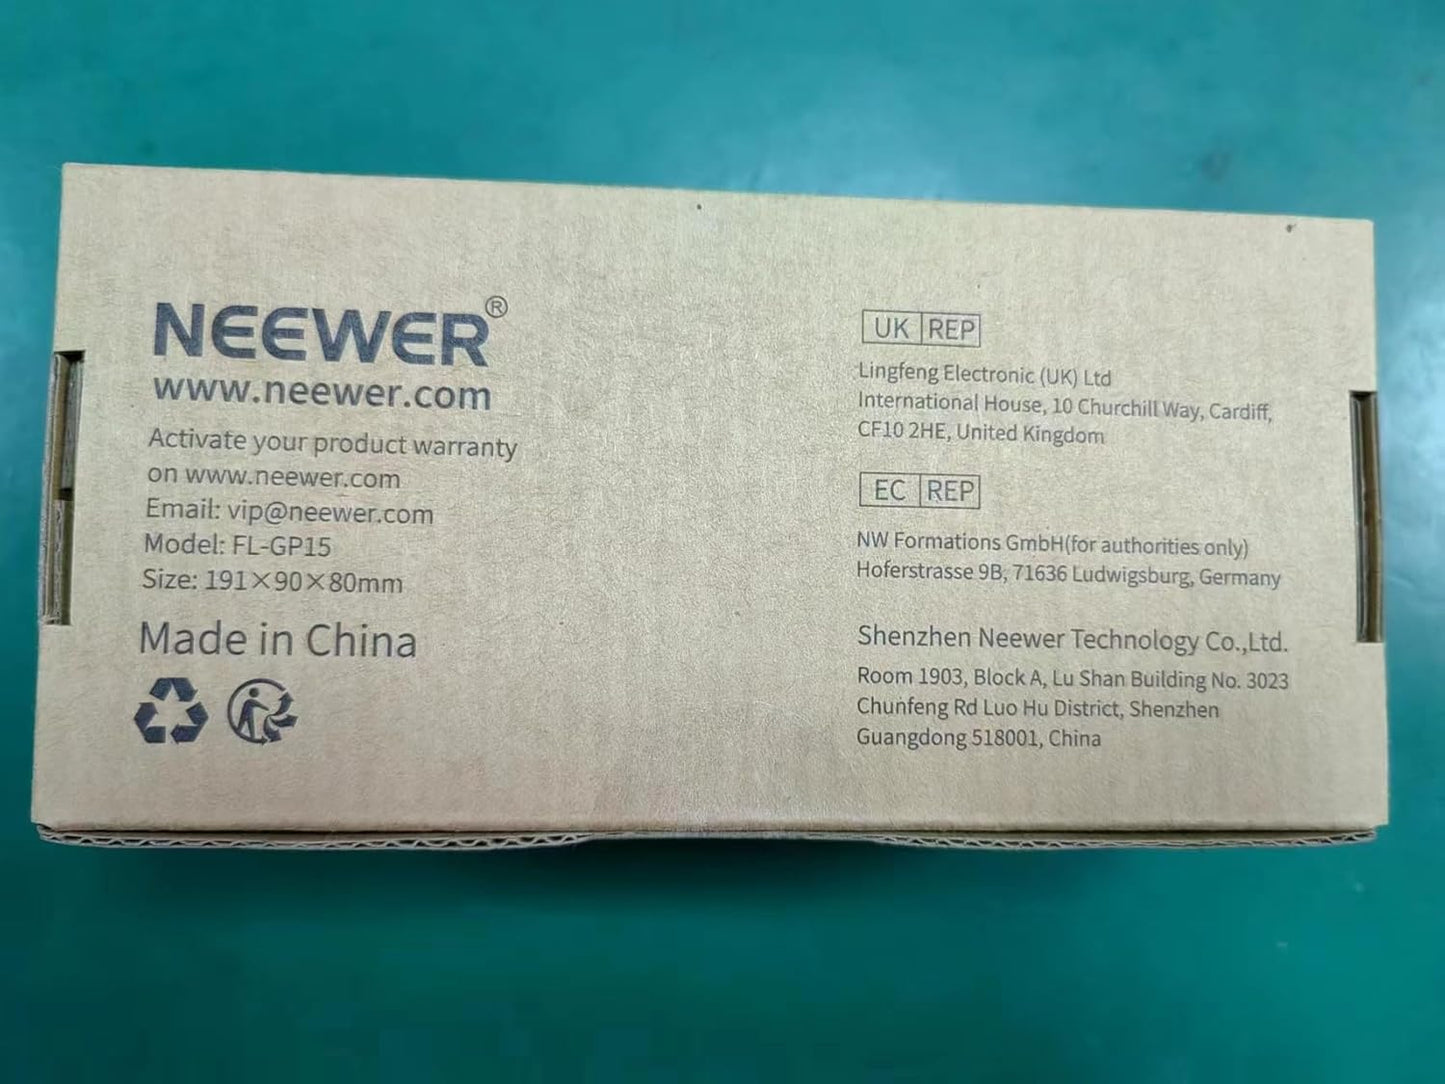 NEEWER®
www.neewer.com
Activate your product warranty
on www.neewer.com
Email: vip@neewer.com
Model: FL-GP15
Size: 191×90×80mm
Made in China
UK REP
Lingfeng Electronic (UK) Ltd
International House, 10 Churchill Way, Cardiff,
CF10 2HE, United Kingdom
EC REP
NW Formations GmbH(for authorities only)
Hoferstrasse 9B, 71636 Ludwigsburg, Germany
Shenzhen Neewer Technology Co.,Ltd.
Room 1903, Block A, Lu Shan Building No. 3023
Chunfeng Rd Luo Hu District, Shenzhen
Guangdong 518001, China